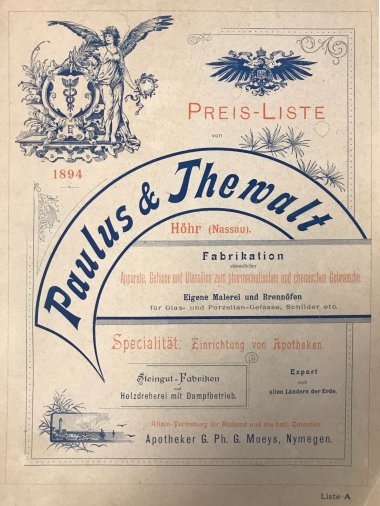 PREIS-LISTE
von
1894
Paulus & Thewalt
Höhr (Nassau).
Fabrikation
sämmtlicher
Apparate, Gefässe und Utensilien zum pharmaceutischen und chemischen Gebrauche.
Eigene Malerei und Brennöfen
für Glas- und Porzellan-Gefässe, Schilder etc.
Specialität: Einrichtung von Apotheken.
Steingut-Fabriken
und
Holzdreherei mit Dampfbetrieb.
Export
nach
allen Ländern der Erde.
Allein-Vertretung für Holland und die holl. Colonien:
Apotheker G. Ph. G. Moeys, Nymegen.
Liste A